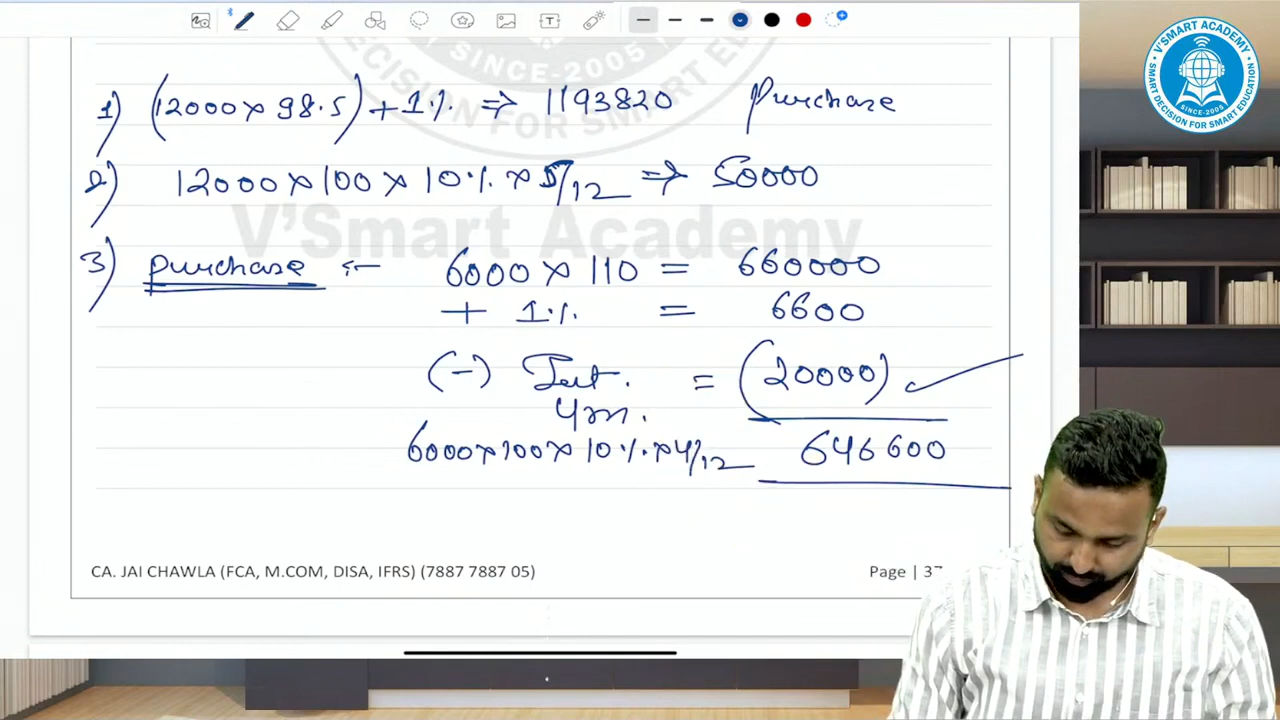 SINCE-2005
DECISION FOR SMART EDU
V'SMART ACADEMY
SMART DECISION FOR SMART EDUCATION
SINCE-2005
1) (12000 × 98.5) + 1% ⇒ 1193820 Purchase
2) 12000 × 100 × 10% × 5/12 ⇒ 50000
V'Smart Academy
3) Purchase :- 6000 × 110 = 660000
+ 1% = 6600
(-) Int. = (20000) ✓
4m.
6000×100×10%×4/12 646600
CA. JAI CHAWLA (FCA, M.COM, DISA, IFRS) (7887 7887 05) Page | 37